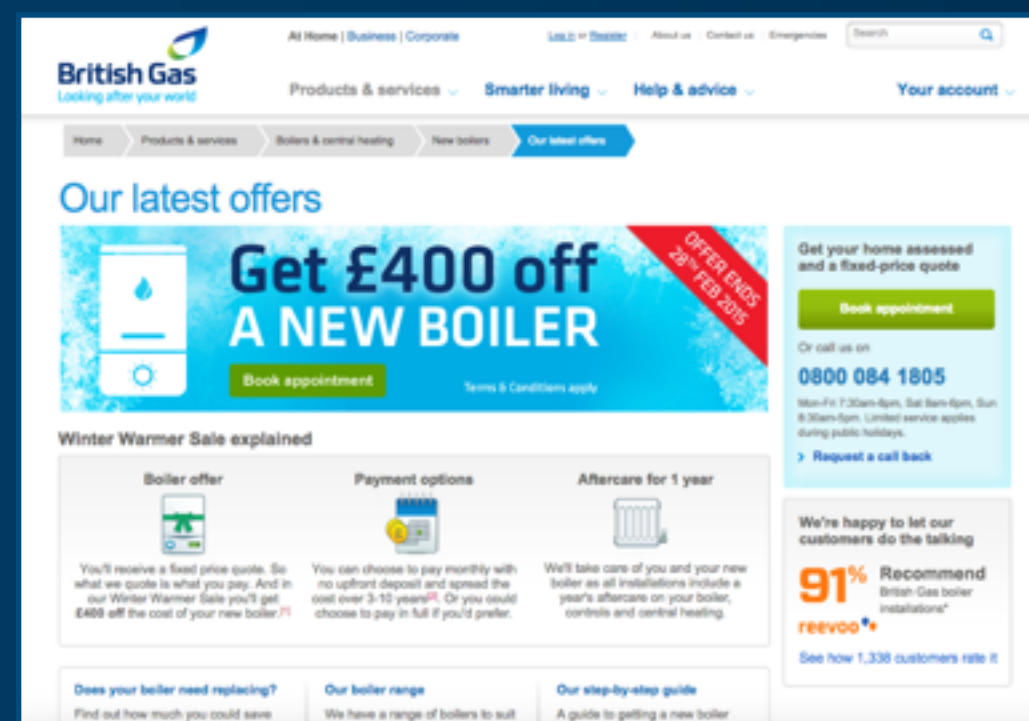 At Home | Business | Corporate
Log in or Register
About us
Contact us
Emergencies
Search
British Gas
Looking after your world
Products & services
Smarter living
Help & advice
Your account
Home
Products & services
Boilers & central heating
New boilers
Our latest offers
Our latest offers
Get £400 off
A NEW BOILER
Book appointment
Terms & Conditions apply
OFFER ENDS
28TH FEB 2015
Get your home assessed
and a fixed-price quote
Book appointment
Or call us on
0800 084 1805
Mon-Fri 7:30am-8pm, Sat 8am-6pm, Sun
8:30am-5pm. Limited service applies
during public holidays.
Request a call back
Winter Warmer Sale explained
Boiler offer
You'll receive a fixed price quote. So
what we quote is what you pay. And in
our Winter Warmer Sale you'll get
£400 off the cost of your new boiler.[1]
Payment options
You can choose to pay monthly with
no upfront deposit and spread the
cost over 3-10 years[2]. Or you could
choose to pay in full if you'd prefer.
Aftercare for 1 year
We'll take care of you and your new
boiler as all installations include a
year's aftercare on your boiler,
controls and central heating.
We're happy to let our
customers do the talking
91% Recommend
British Gas boiler
installations*
reevoo
See how 1,338 customers rate it
Does your boiler need replacing?
Find out how much you could save
Our boiler range
We have a range of boilers to suit
Our step-by-step guide
A guide to getting a new boiler